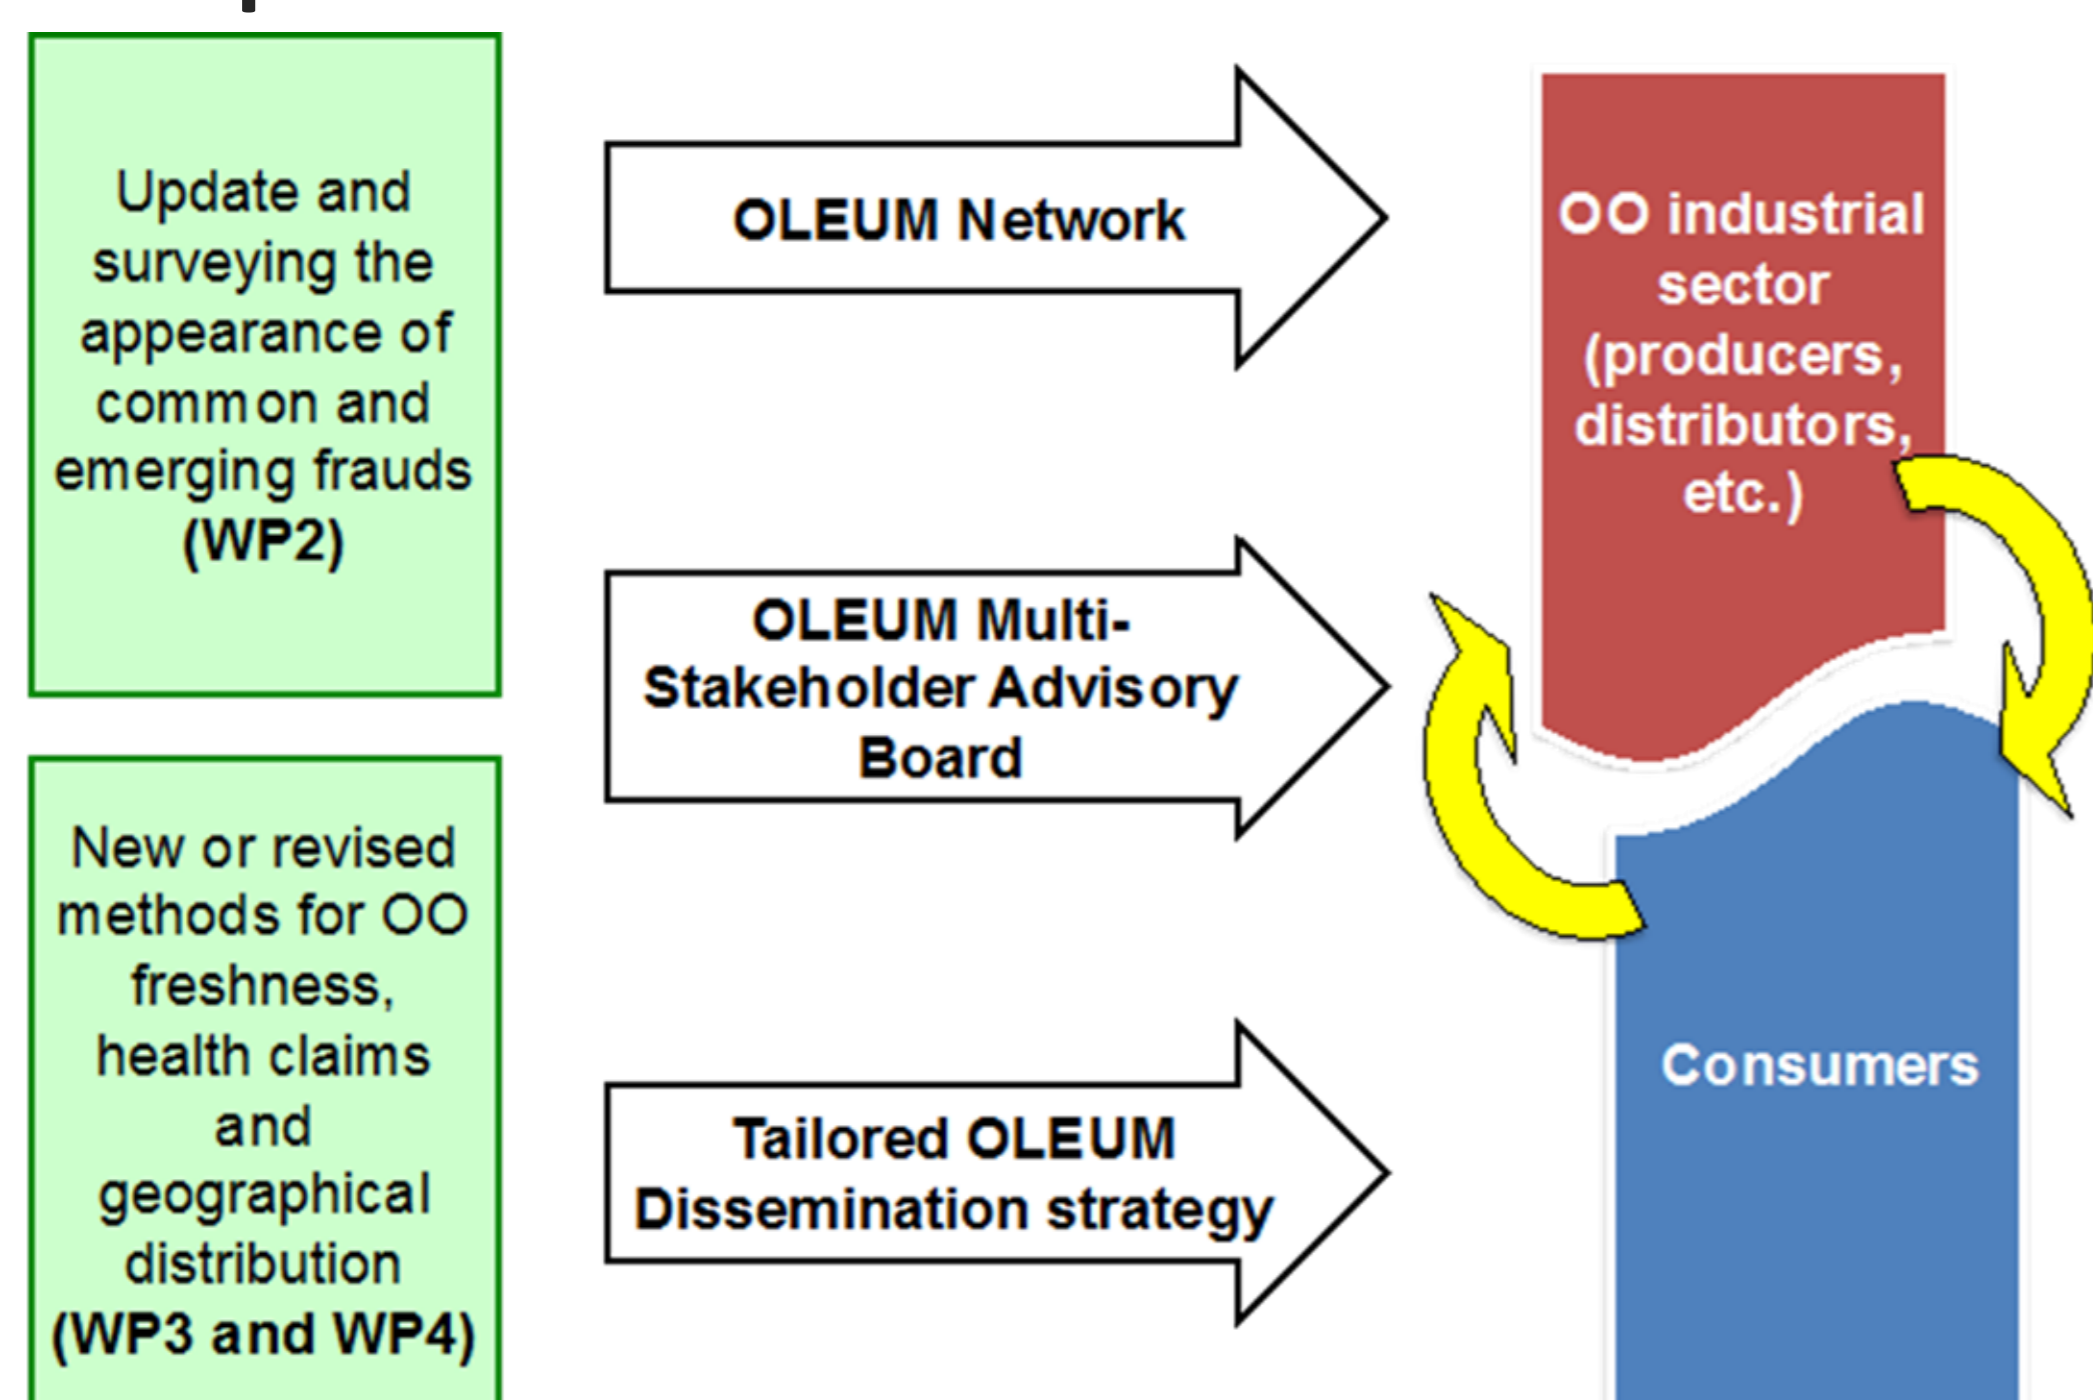 Update and
surveying the
appearance of
common and
emerging frauds
(WP2)
New or revised
methods for OO
freshness,
health claims
and
geographical
distribution
(WP3 and WP4)
OLEUM Network
OLEUM Multi-
Stakeholder Advisory
Board
Tailored OLEUM
Dissemination strategy
OO industrial
sector
(producers,
distributors,
etc.)
Consumers